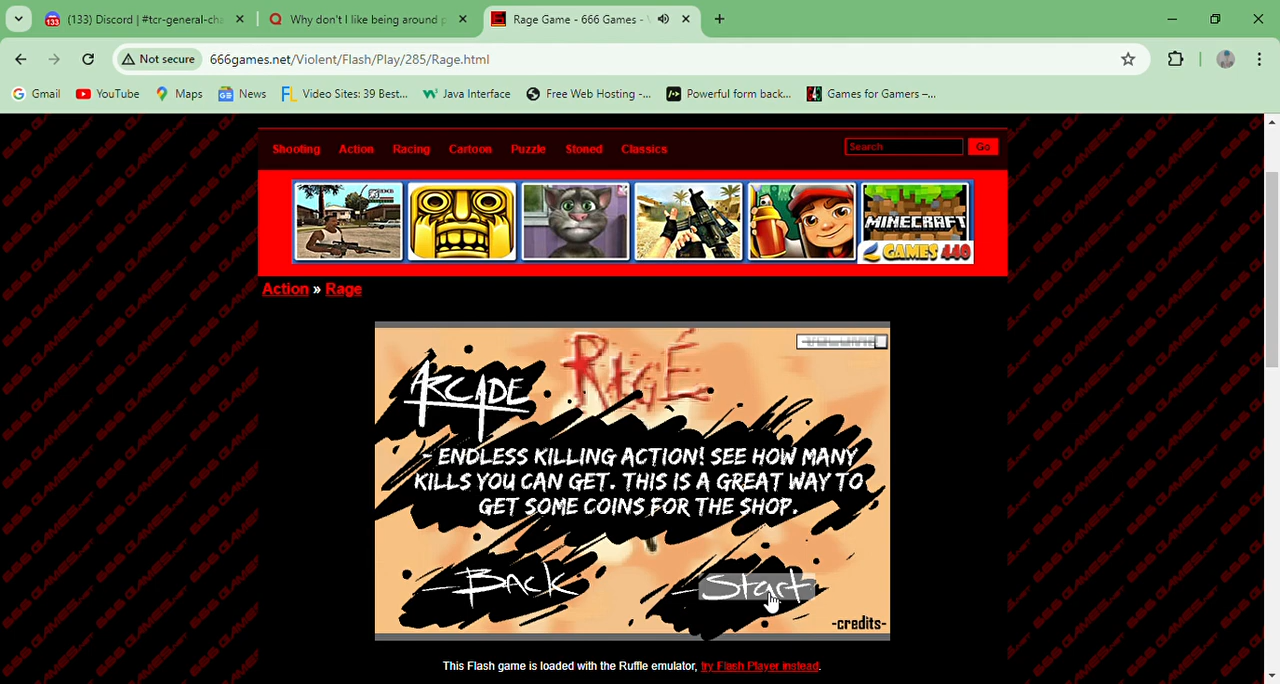 (133) Discord | #tcr-general-cha
Why don't I like being around p
Rage Game - 666 Games -
Not secure
666games.net/Violent/Flash/Play/285/Rage.html
Gmail
YouTube
Maps
News
Video Sites: 39 Best...
Java Interface
Free Web Hosting -...
Powerful form back...
Games for Gamers –...
Shooting
Action
Racing
Cartoon
Puzzle
Stoned
Classics
Search
Go
MINECRAFT
GAMES 440
Action » Rage
RAGE
ARCADE
- ENDLESS KILLING ACTION! SEE HOW MANY
KILLS YOU CAN GET. THIS IS A GREAT WAY TO
GET SOME COINS FOR THE SHOP.
Back
Start
-credits-
This Flash game is loaded with the Ruffle emulator, try Flash Player instead.